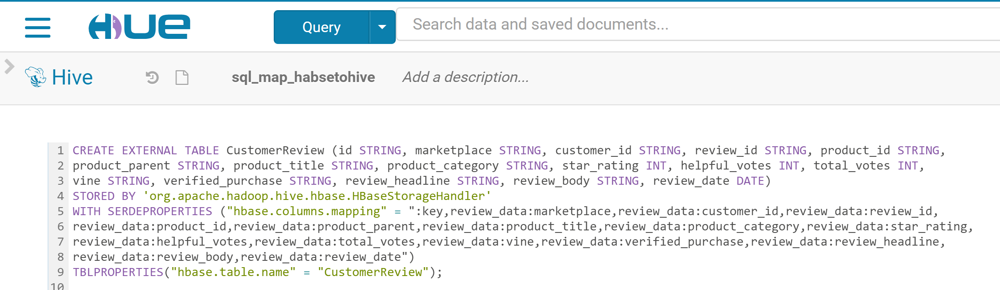 HUE
Query
Search data and saved documents...
Hive
sql_map_habsetohive
Add a description...
1 CREATE EXTERNAL TABLE CustomerReview (id STRING, marketplace STRING, customer_id STRING, review_id STRING, product_id STRING,
2 product_parent STRING, product_title STRING, product_category STRING, star_rating INT, helpful_votes INT, total_votes INT,
3 vine STRING, verified_purchase STRING, review_headline STRING, review_body STRING, review_date DATE)
4 STORED BY 'org.apache.hadoop.hive.hbase.HBaseStorageHandler'
5 WITH SERDEPROPERTIES ("hbase.columns.mapping" = ":key,review_data:marketplace,review_data:customer_id,review_data:review_id,
6 review_data:product_id,review_data:product_parent,review_data:product_title,review_data:product_category,review_data:star_rating,
7 review_data:helpful_votes,review_data:total_votes,review_data:vine,review_data:verified_purchase,review_data:review_headline,
8 review_data:review_body,review_data:review_date")
9 TBLPROPERTIES("hbase.table.name" = "CustomerReview");
10